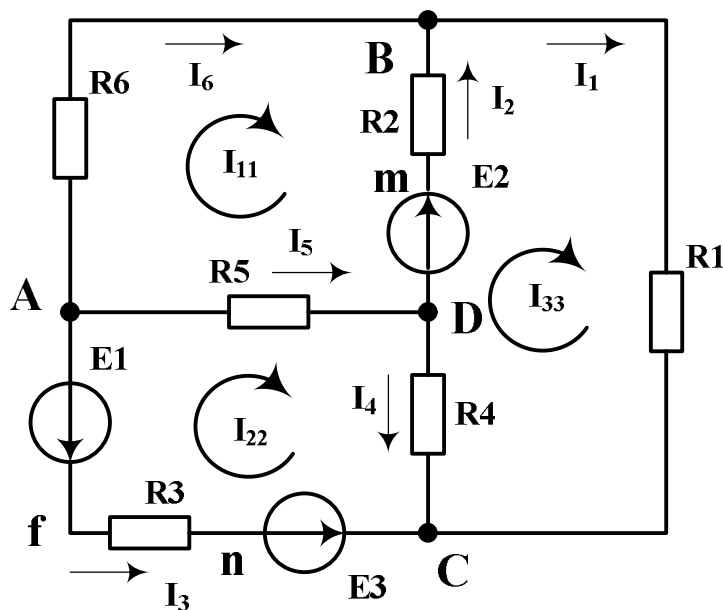 I₆
B
I₁
R6
R2
I₂
I₁₁
m
E2
I₅
R1
R5
A
D
I₃₃
E1
I₄
R4
I₂₂
R3
f
n
E3
C
I₃